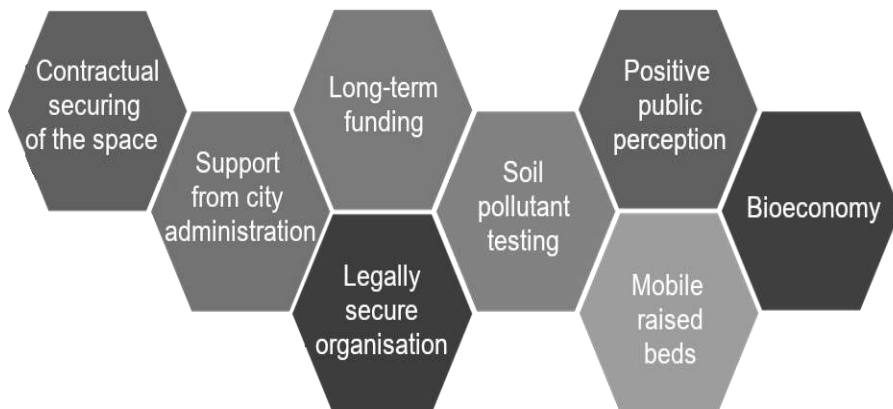 Contractual
securing
of the space
Support
from city
administration
Long-term
funding
Legally
secure
organisation
Soil
pollutant
testing
Positive
public
perception
Mobile
raised
beds
Bioeconomy